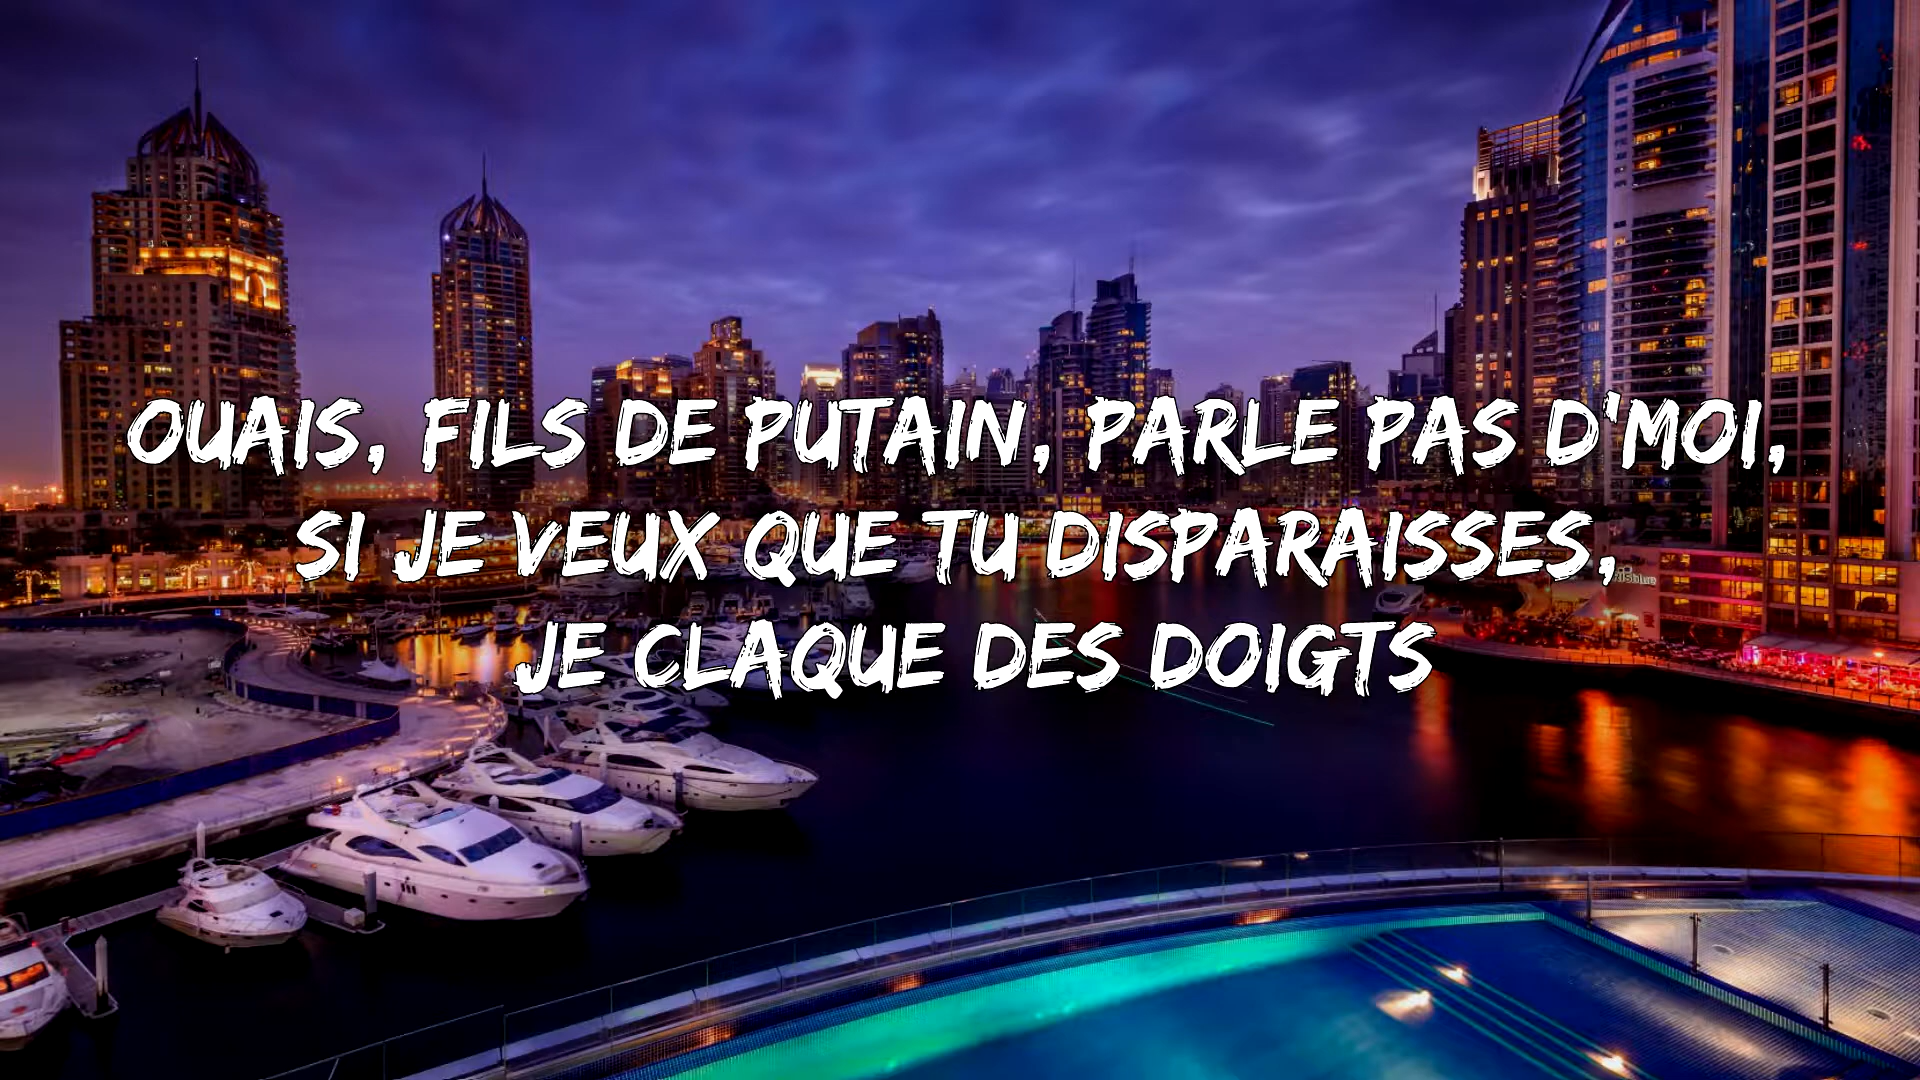 OUAIS, FILS DE PUTAIN, PARLE PAS D'MOI,
SI JE VEUX QUE TU DISPARAISSES,
JE CLAQUE DES DOIGTS